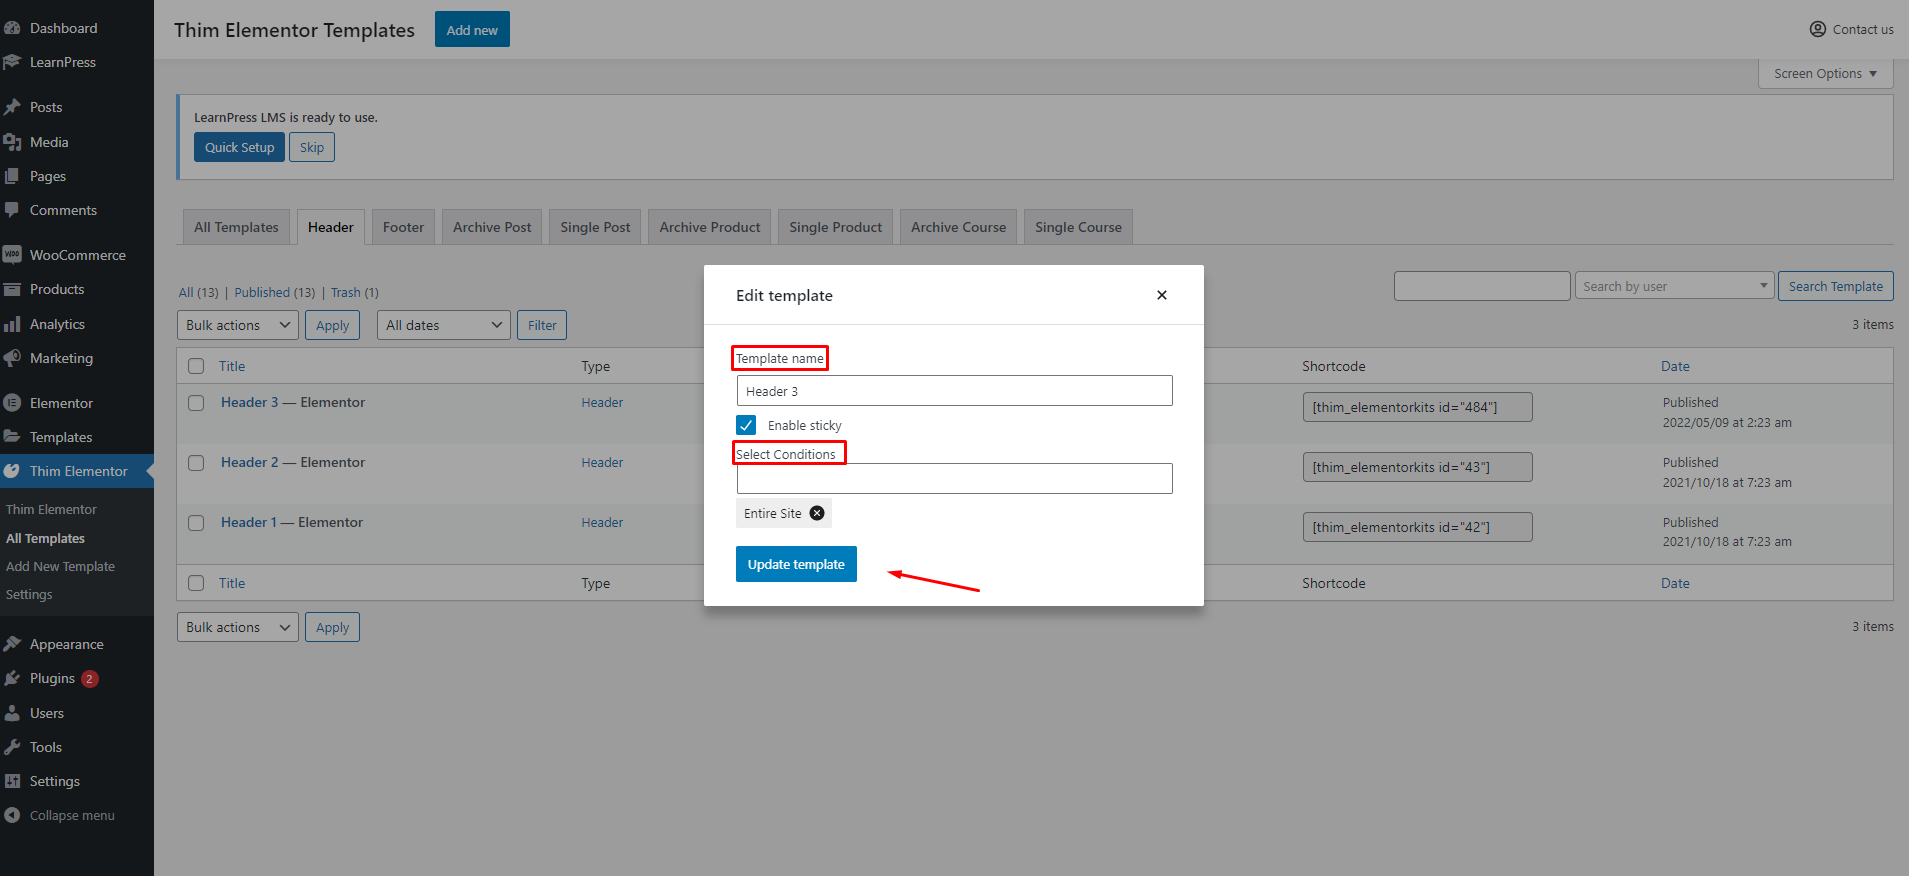 Dashboard
LearnPress
Posts
Media
Pages
Comments
WooCommerce
Products
Analytics
Marketing
Elementor
Templates
Thim Elementor
Thim Elementor
All Templates
Add New Template
Settings
Appearance
Plugins 2
Users
Tools
Settings
Collapse menu
Thim Elementor Templates Add new
Contact us
Screen Options
LearnPress LMS is ready to use.
Quick Setup Skip
All Templates Header Footer Archive Post Single Post Archive Product Single Product Archive Course Single Course
All (13) | Published (13) | Trash (1)
Search by user Search Template
Bulk actions Apply All dates Filter
3 items
Title Type Shortcode Date
Header 3 — Elementor Header [thim_elementorkits id="484"] Published
2022/05/09 at 2:23 am
Header 2 — Elementor Header [thim_elementorkits id="43"] Published
2021/10/18 at 7:23 am
Header 1 — Elementor Header [thim_elementorkits id="42"] Published
2021/10/18 at 7:23 am
Title Type Shortcode Date
Bulk actions Apply
3 items
Edit template
Template name
Header 3
Enable sticky
Select Conditions
Entire Site
Update template